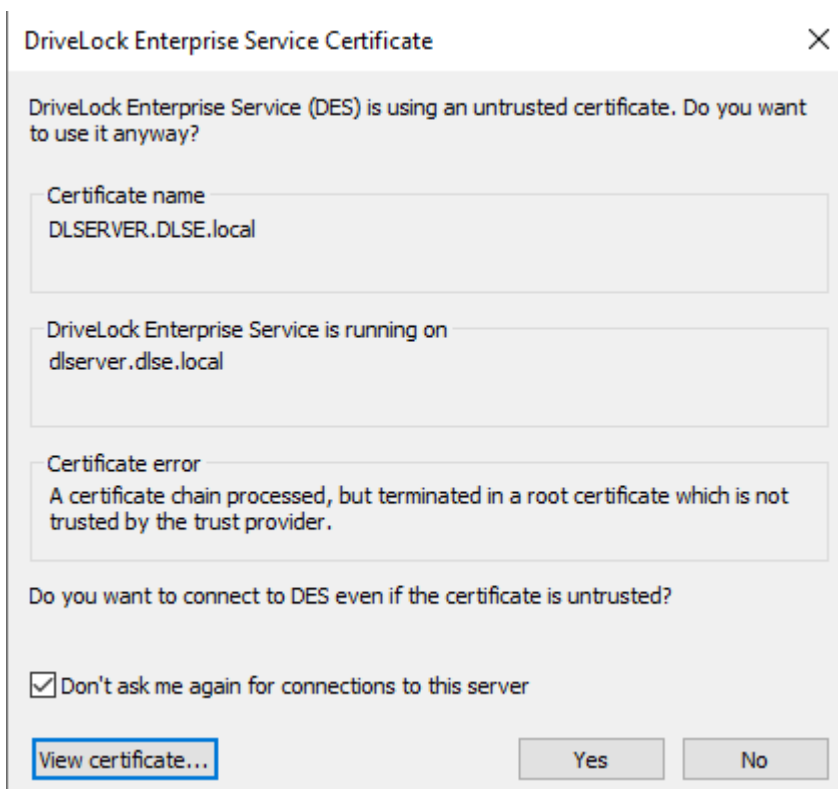 DriveLock Enterprise Service Certificate
DriveLock Enterprise Service (DES) is using an untrusted certificate. Do you want
to use it anyway?
Certificate name
DLSERVER.DLSE.local
DriveLock Enterprise Service is running on
dlserver.dlse.local
Certificate error
A certificate chain processed, but terminated in a root certificate which is not
trusted by the trust provider.
Do you want to connect to DES even if the certificate is untrusted?
Don't ask me again for connections to this server
View certificate... Yes No